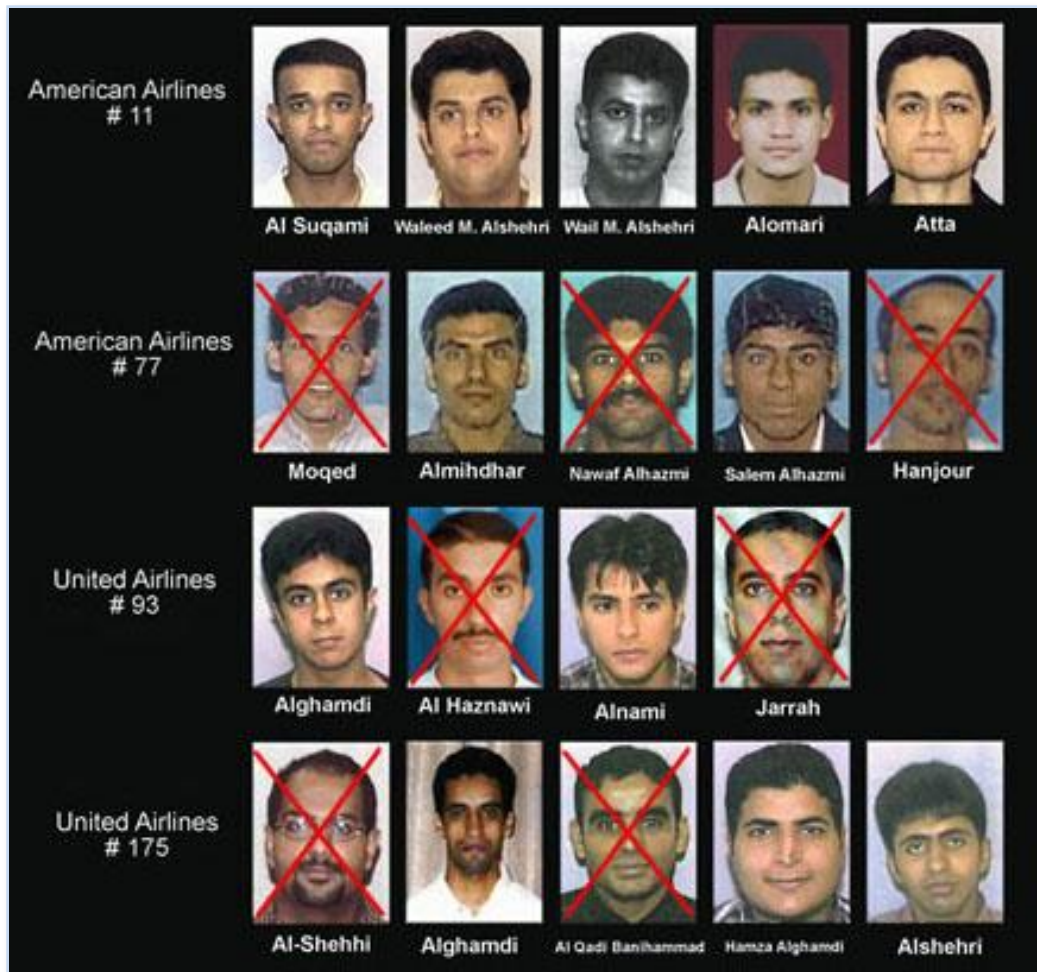 American Airlines
# 11
Al Suqami
Waleed M. Alshehri
Wail M. Alshehri
Alomari
Atta
American Airlines
# 77
Moqed
Almihdhar
Nawaf Alhazmi
Salem Alhazmi
Hanjour
United Airlines
# 93
Alghamdi
Al Haznawi
Alnami
Jarrah
United Airlines
# 175
Al-Shehhi
Alghamdi
Al Qadi Banihammad
Hamza Alghamdi
Alshehri